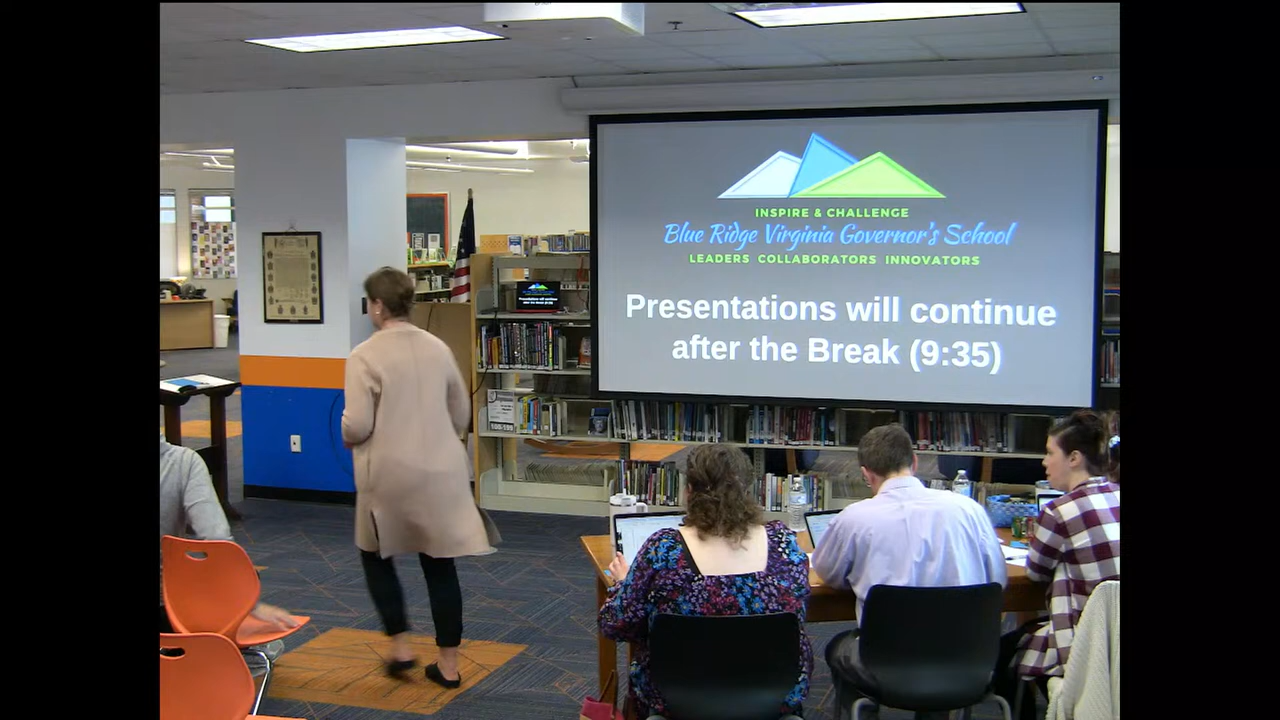 INSPIRE & CHALLENGE
Blue Ridge Virginia Governor's School
LEADERS COLLABORATORS INNOVATORS
Presentations will continue
after the Break (9:35)